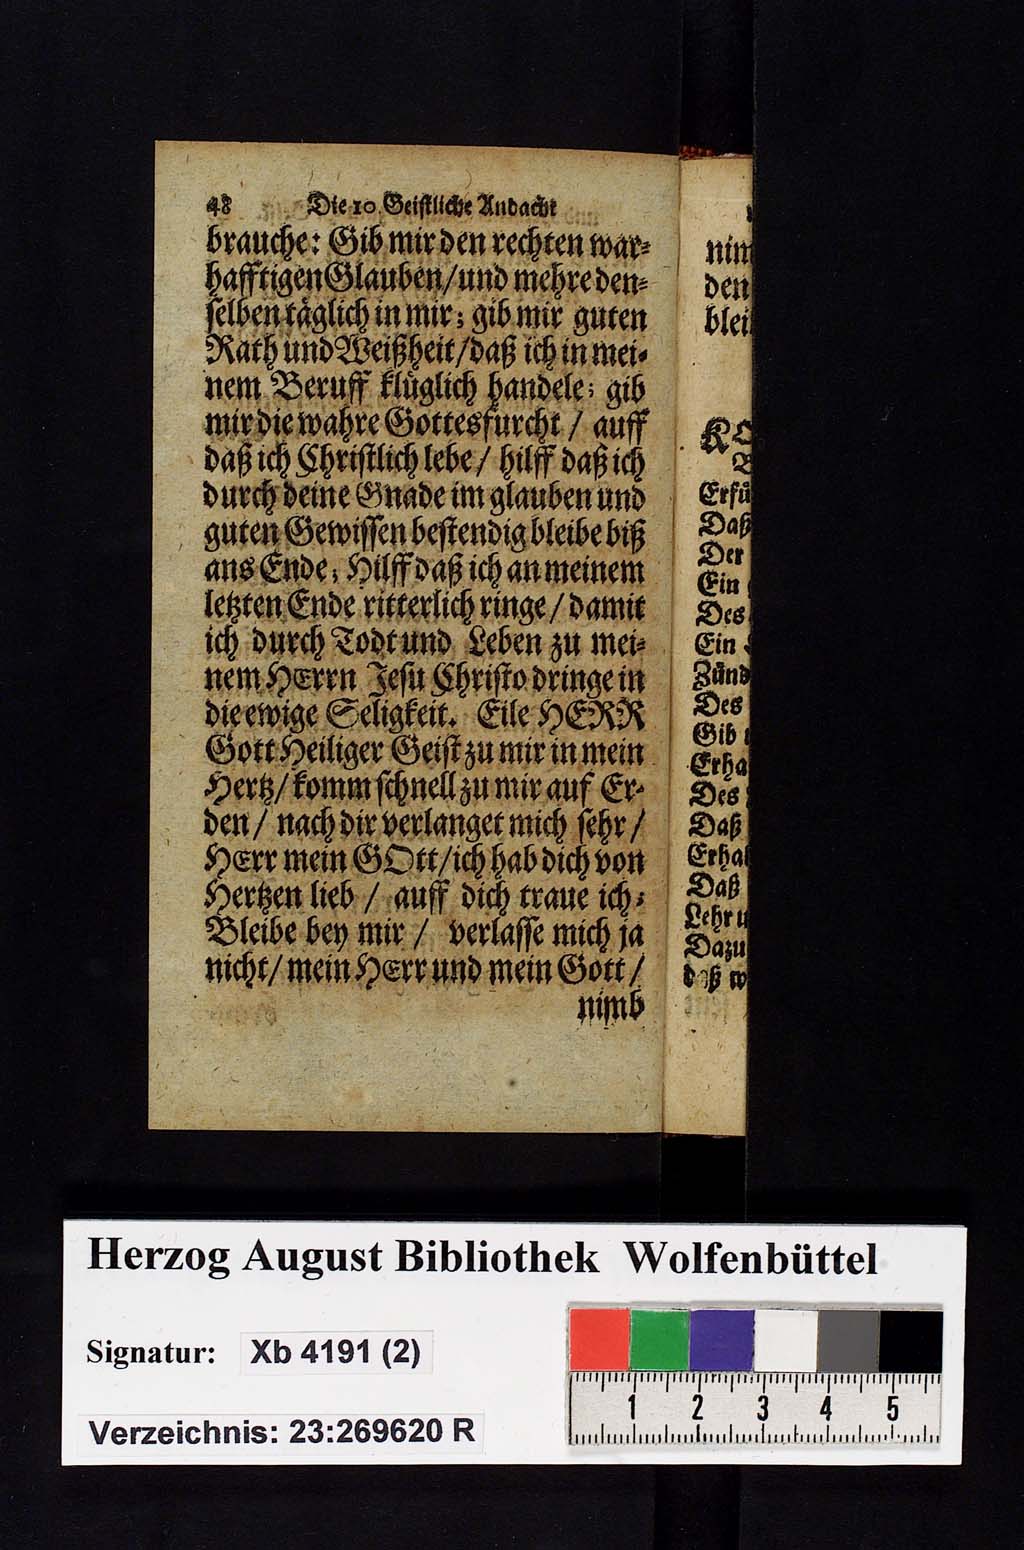 48 Die 10. Geistliche Andacht
brauche: Gib mir den rechten war-
hafftigen Glauben/ und mehre den-
selben täglich in mir; gib mir guten
Rath und Weißheit/ daß ich in mei-
nem Beruff klüglich handele; gib
mir die wahre Gottesfurcht / auff
daß ich Christlich lebe / hilff daß ich
durch deine Gnade im glauben und
guten Gewissen bestendig bleibe biß
ans Ende; Hilff daß ich an meinem
letzten Ende ritterlich ringe / damit
ich durch Todt und Leben zu mei-
nem HErrn Jesu Christo dringe in
die ewige Seligkeit. Eile HERR
Gott Heiliger Geist zu mir in mein
Hertz/ komm schnell zu mir auf Er-
den / nach dir verlanget mich sehr /
HErr mein GOtt/ ich hab dich von
Hertzen lieb / auff dich traue ich;
Bleibe bey mir / verlasse mich ja
nicht/ mein HErr und mein Gott /
nimb
nim
den
blei
KO
Erfü
Daß
Der
Ein
Des
Ein
Zünd
Des
Gib
Erha
Des
Daß
Erhal
Daß
Lehr u
Dazu
daß w
Herzog August Bibliothek Wolfenbüttel
Signatur: Xb 4191 (2)
Verzeichnis: 23:269620 R
1 2 3 4 5